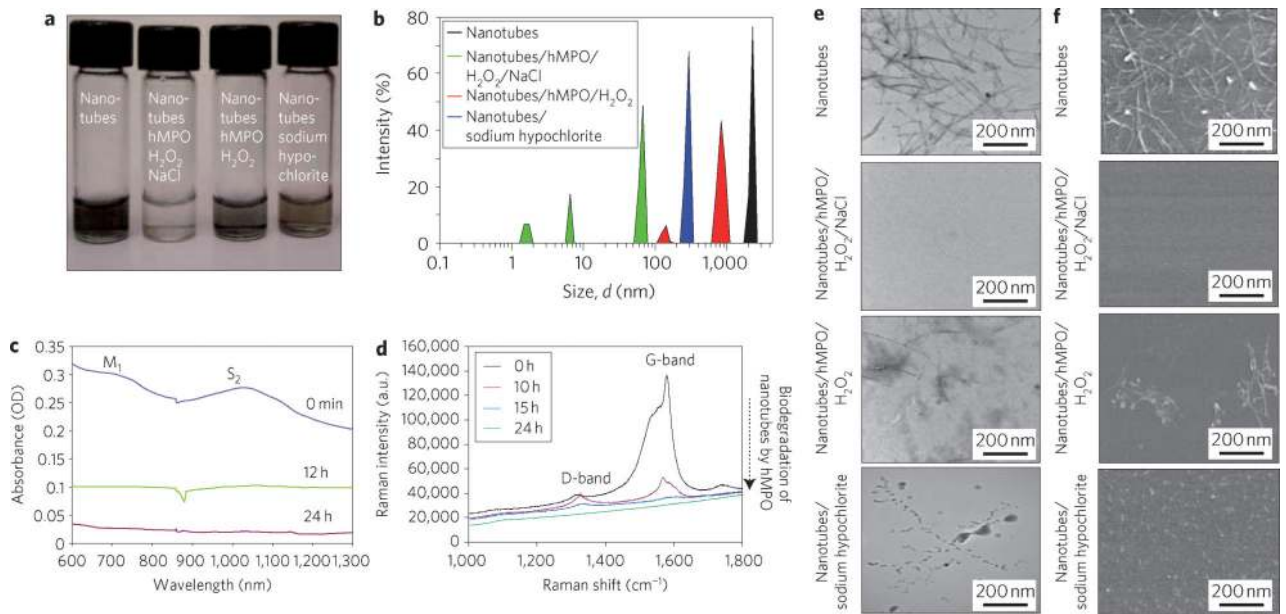 a
Nano-
tubes
Nano-
tubes
hMPO
H₂O₂
NaCl
Nano-
tubes
hMPO
H₂O₂
Nano-
tubes
sodium
hypo-
chlorite
b
80
60
40
20
0
Intensity (%)
Nanotubes
Nanotubes/hMPO/
H₂O₂/NaCl
Nanotubes/hMPO/H₂O₂
Nanotubes/
sodium hypochlorite
0.1 1 10 100 1,000
Size, d (nm)
c
0.35
0.3
0.25
0.2
0.15
0.1
0.05
0
Absorbance (OD)
M₁
S₂
0 min
12 h
24 h
600 700 800 900 1,000 1,100 1,200 1,300
Wavelength (nm)
d
160,000
140,000
120,000
100,000
80,000
60,000
40,000
20,000
0
Raman intensity (a.u.)
0 h
10 h
15 h
24 h
G-band
D-band
Biodegradation of
nanotubes by hMPO
1,000 1,200 1,400 1,600 1,800
Raman shift (cm⁻¹)
e
Nanotubes
200 nm
Nanotubes/hMPO/
H₂O₂/NaCl
200 nm
Nanotubes/hMPO/
H₂O₂
200 nm
Nanotubes/
sodium hypochlorite
200 nm
f
Nanotubes
200 nm
Nanotubes/hMPO/
H₂O₂/NaCl
200 nm
Nanotubes/hMPO/
H₂O₂
200 nm
Nanotubes/
sodium hypochlorite
200 nm